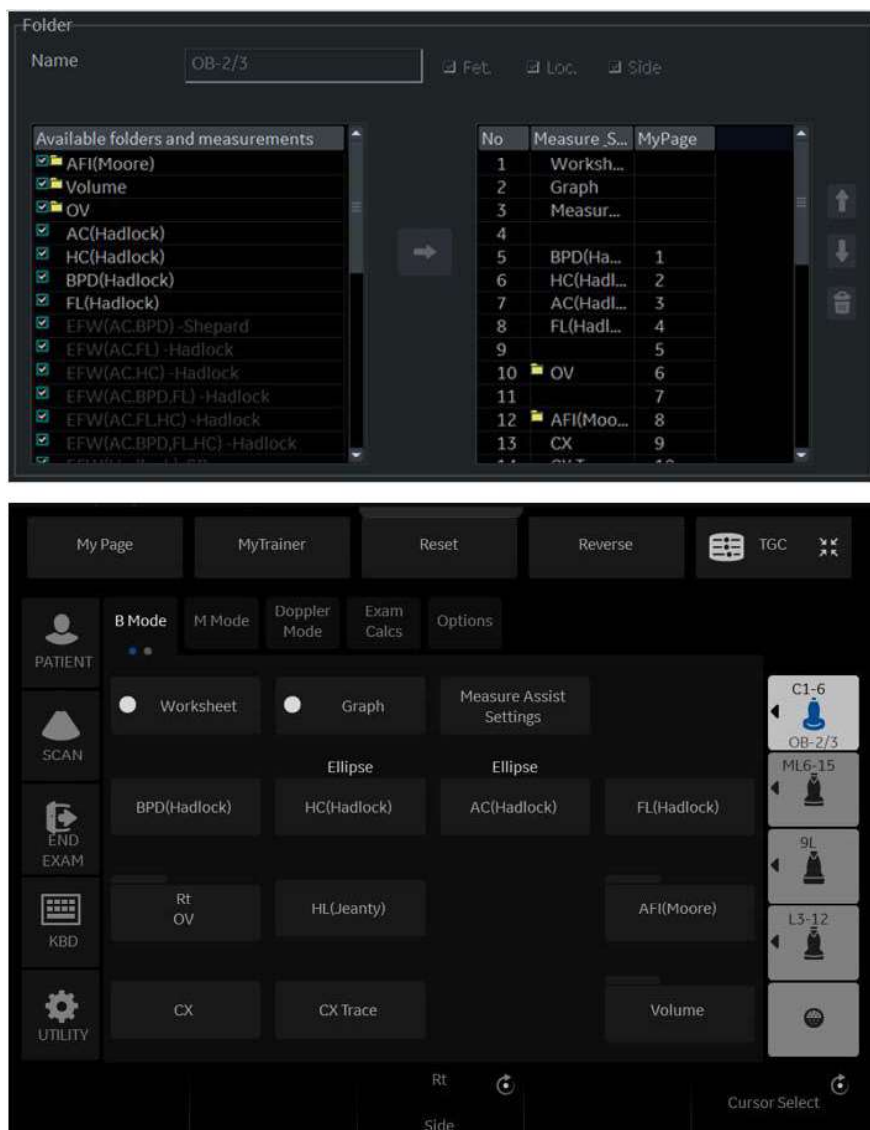 Folder
Name OB-2/3 Fet. Loc. Side
Available folders and measurements
AFI(Moore)
Volume
OV
AC(Hadlock)
HC(Hadlock)
BPD(Hadlock)
FL(Hadlock)
EFW(AC.BPD) -Shepard
EFW(AC.FL) -Hadlock
EFW(AC.HC) -Hadlock
EFW(AC.BPD,FL) -Hadlock
EFW(AC.FL.HC) -Hadlock
EFW(AC.BPD,FL.HC) -Hadlock
No Measure_S... MyPage
1 Worksh...
2 Graph
3 Measur...
4
5 BPD(Ha... 1
6 HC(Hadl... 2
7 AC(Hadl... 3
8 FL(Hadl... 4
9 5
10 OV 6
11 7
12 AFI(Moo... 8
13 CX 9
My Page MyTrainer Reset Reverse TGC
PATIENT
SCAN
END
EXAM
KBD
UTILITY
B Mode M Mode Doppler Mode Exam Calcs Options
Worksheet Graph Measure Assist Settings
Ellipse Ellipse
BPD(Hadlock) HC(Hadlock) AC(Hadlock) FL(Hadlock)
Rt
OV HL(Jeanty) AFI(Moore)
CX CX Trace Volume
C1-6
OB-2/3
ML6-15
9L
L3-12
Rt
Side
Cursor Select